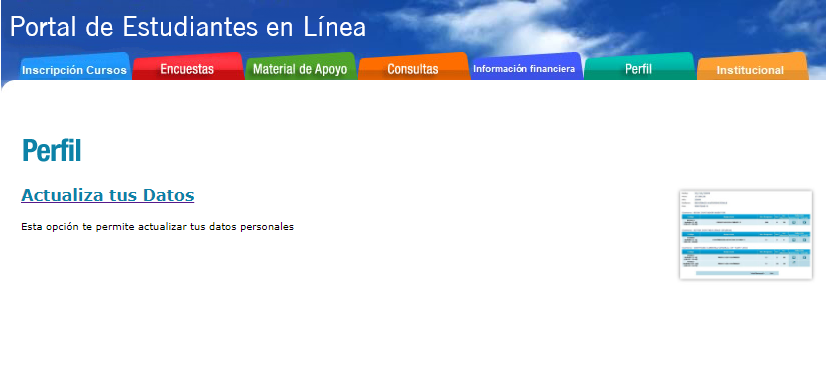 Portal de Estudiantes en Línea
Inscripción Cursos
Encuestas
Material de Apoyo
Consultas
Información financiera
Perfil
Institucional
Perfil
Actualiza tus Datos
Esta opción te permite actualizar tus datos personales